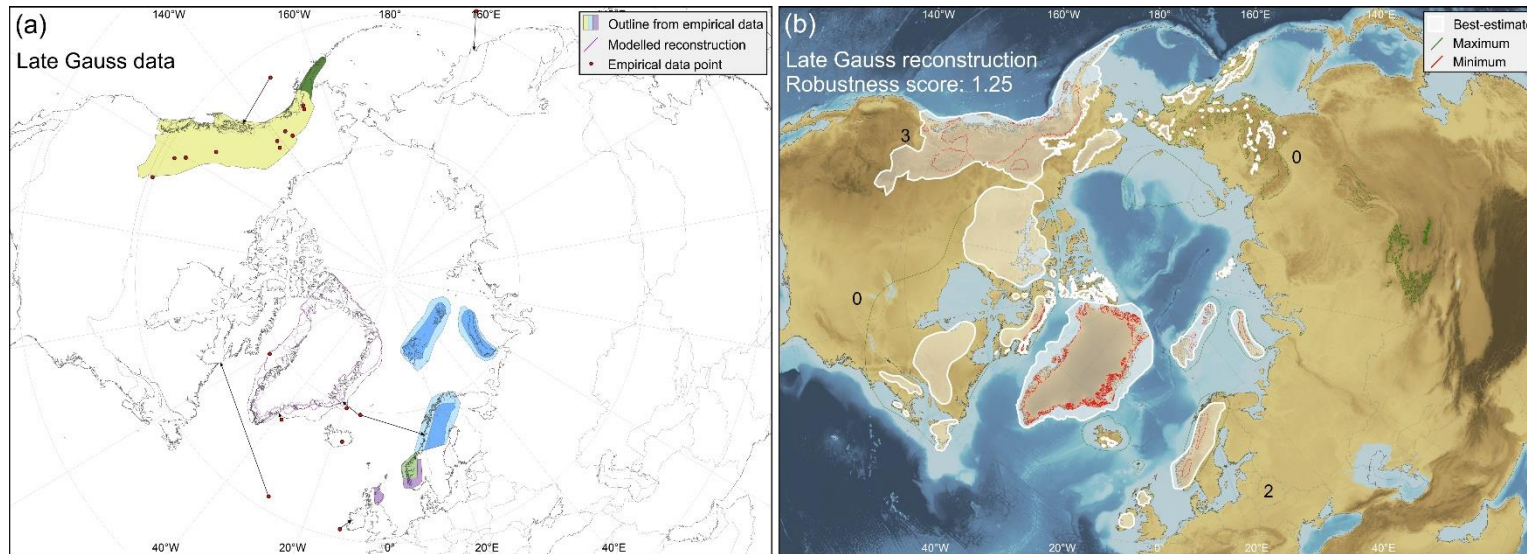 (a)
Late Gauss data
140°W
160°W
180°
160°E
Outline from empirical data
Modelled reconstruction
Empirical data point
40°W
20°W
0°
20°E
40°E
(b)
Late Gauss reconstruction
Robustness score: 1.25
140°W
160°W
180°
160°E
140°E
Best-estimate
Maximum
Minimum
3
0
0
2
40°W
20°W
0°
20°E
40°E